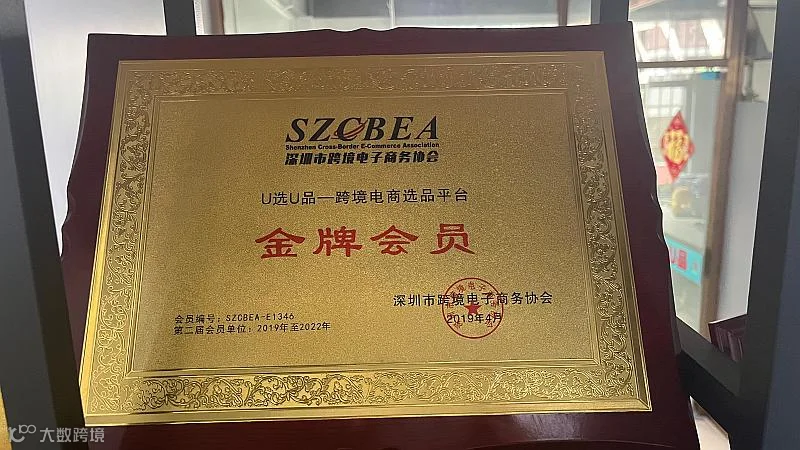 SZCBEA
Shenzhen Cross-Border E-Commerce Association
深圳市跨境电子商务协会
U选U品—跨境电商选品平台
金牌会员
会员编号：SZCBEA-E1346
第二届会员单位：2019年至2022年
深圳市跨境电子商务协会
2019年4月
福
U品
大数跨境